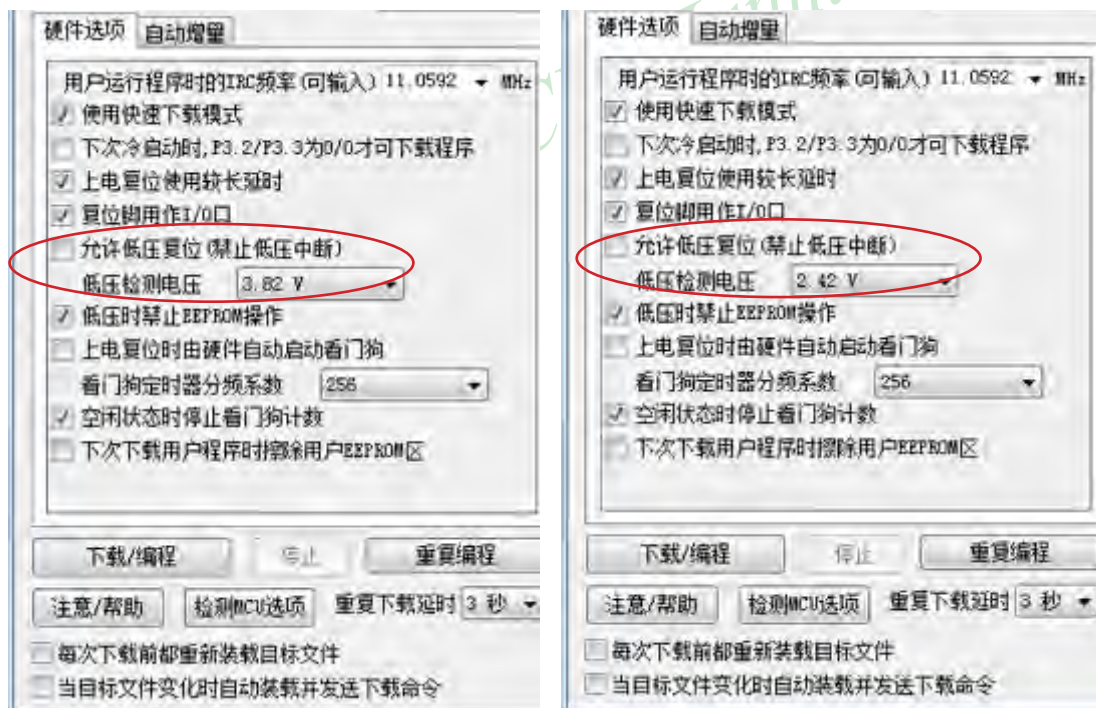 硬件选项 自动增量
用户运行程序时的IRC频率(可输入) 11.0592 MHz
使用快速下载模式
下次冷启动时,P3.2/P3.3为0/0才可下载程序
上电复位使用较长延时
复位脚用作I/O口
允许低压复位(禁止低压中断)
低压检测电压 3.82 V
低压时禁止EEPROM操作
上电复位时由硬件自动启动看门狗
看门狗定时器分频系数 256
空闲状态时停止看门狗计数
下次下载用户程序时擦除用户EEPROM区
下载/编程 停止 重复编程
注意/帮助 检测MCU选项 重复下载延时 3 秒
每次下载前都重新装载目标文件
当目标文件变化时自动装载并发送下载命令
硬件选项 自动增量
用户运行程序时的IRC频率(可输入) 11.0592 MHz
使用快速下载模式
下次冷启动时,P3.2/P3.3为0/0才可下载程序
上电复位使用较长延时
复位脚用作I/O口
允许低压复位(禁止低压中断)
低压检测电压 2.42 V
低压时禁止EEPROM操作
上电复位时由硬件自动启动看门狗
看门狗定时器分频系数 256
空闲状态时停止看门狗计数
下次下载用户程序时擦除用户EEPROM区
下载/编程 停止 重复编程
注意/帮助 检测MCU选项 重复下载延时 3 秒
每次下载前都重新装载目标文件
当目标文件变化时自动装载并发送下载命令